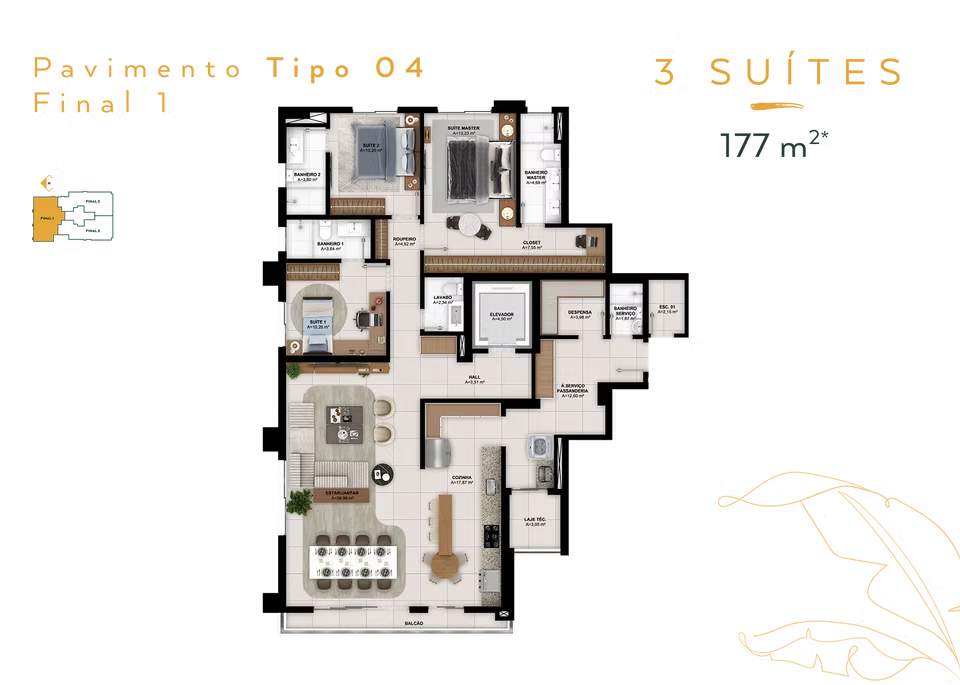 Pavimento Tipo 04
Final 1
3 SUÍTES
177 m²*
FINAL 1
FINAL 2
FINAL 3
SUÍTE 2
A=10,20 m²
SUÍTE MASTER
A=13,23 m²
BANHEIRO 2
A=3,80 m²
BANHEIRO
MASTER
A=4,69 m²
BANHEIRO 1
A=3,64 m²
ROUPEIRO
A=4,52 m²
CLOSET
A=7,55 m²
SUÍTE 1
A=10,28 m²
LAVABO
A=2,34 m²
ELEVADOR
A=4,50 m²
DESPENSA
A=3,98 m²
BANHEIRO
SERVIÇO
A=1,87 m²
ESC. 01
A=2,15 m²
HALL
A=3,51 m²
Á.SERVIÇO
PASSANDERIA
A=12,60 m²
ESTAR/JANTAR
A=39,98 m²
COZINHA
A=17,87 m²
LAJE TÉC.
A=3,05 m²
BALCÃO